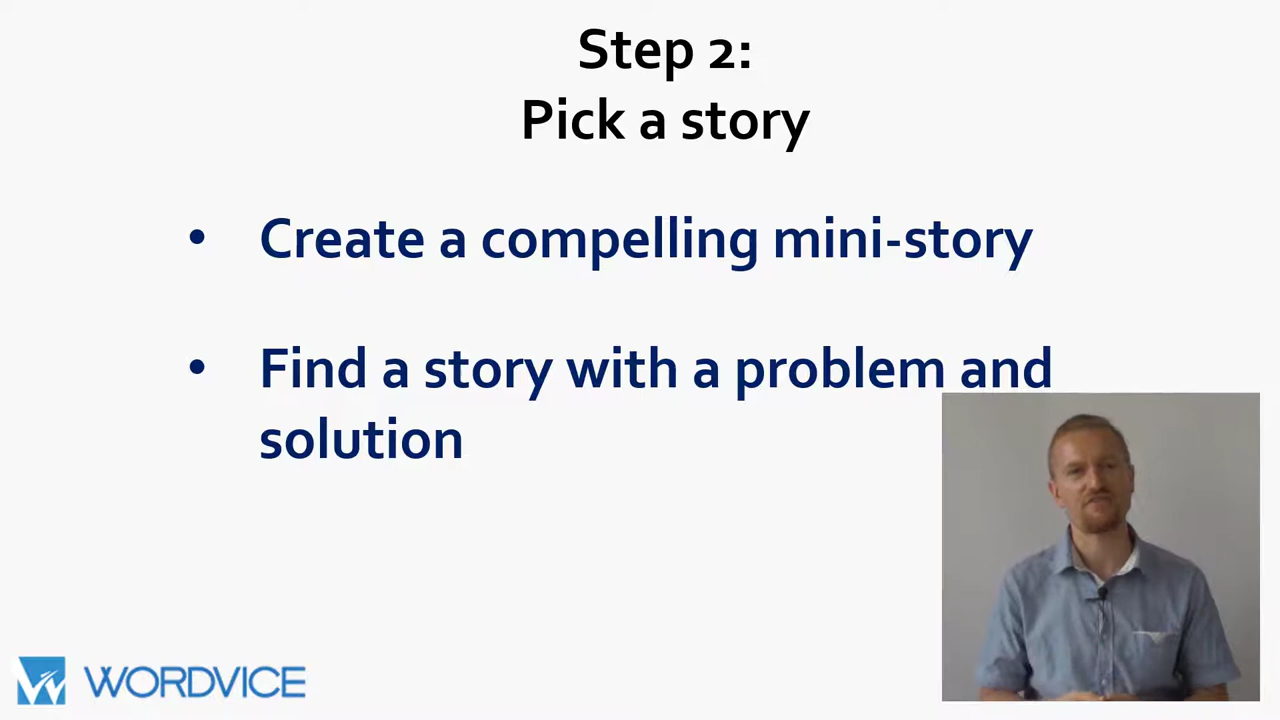 Step 2:
Pick a story
• Create a compelling mini-story
• Find a story with a problem and
solution
WORDVICE